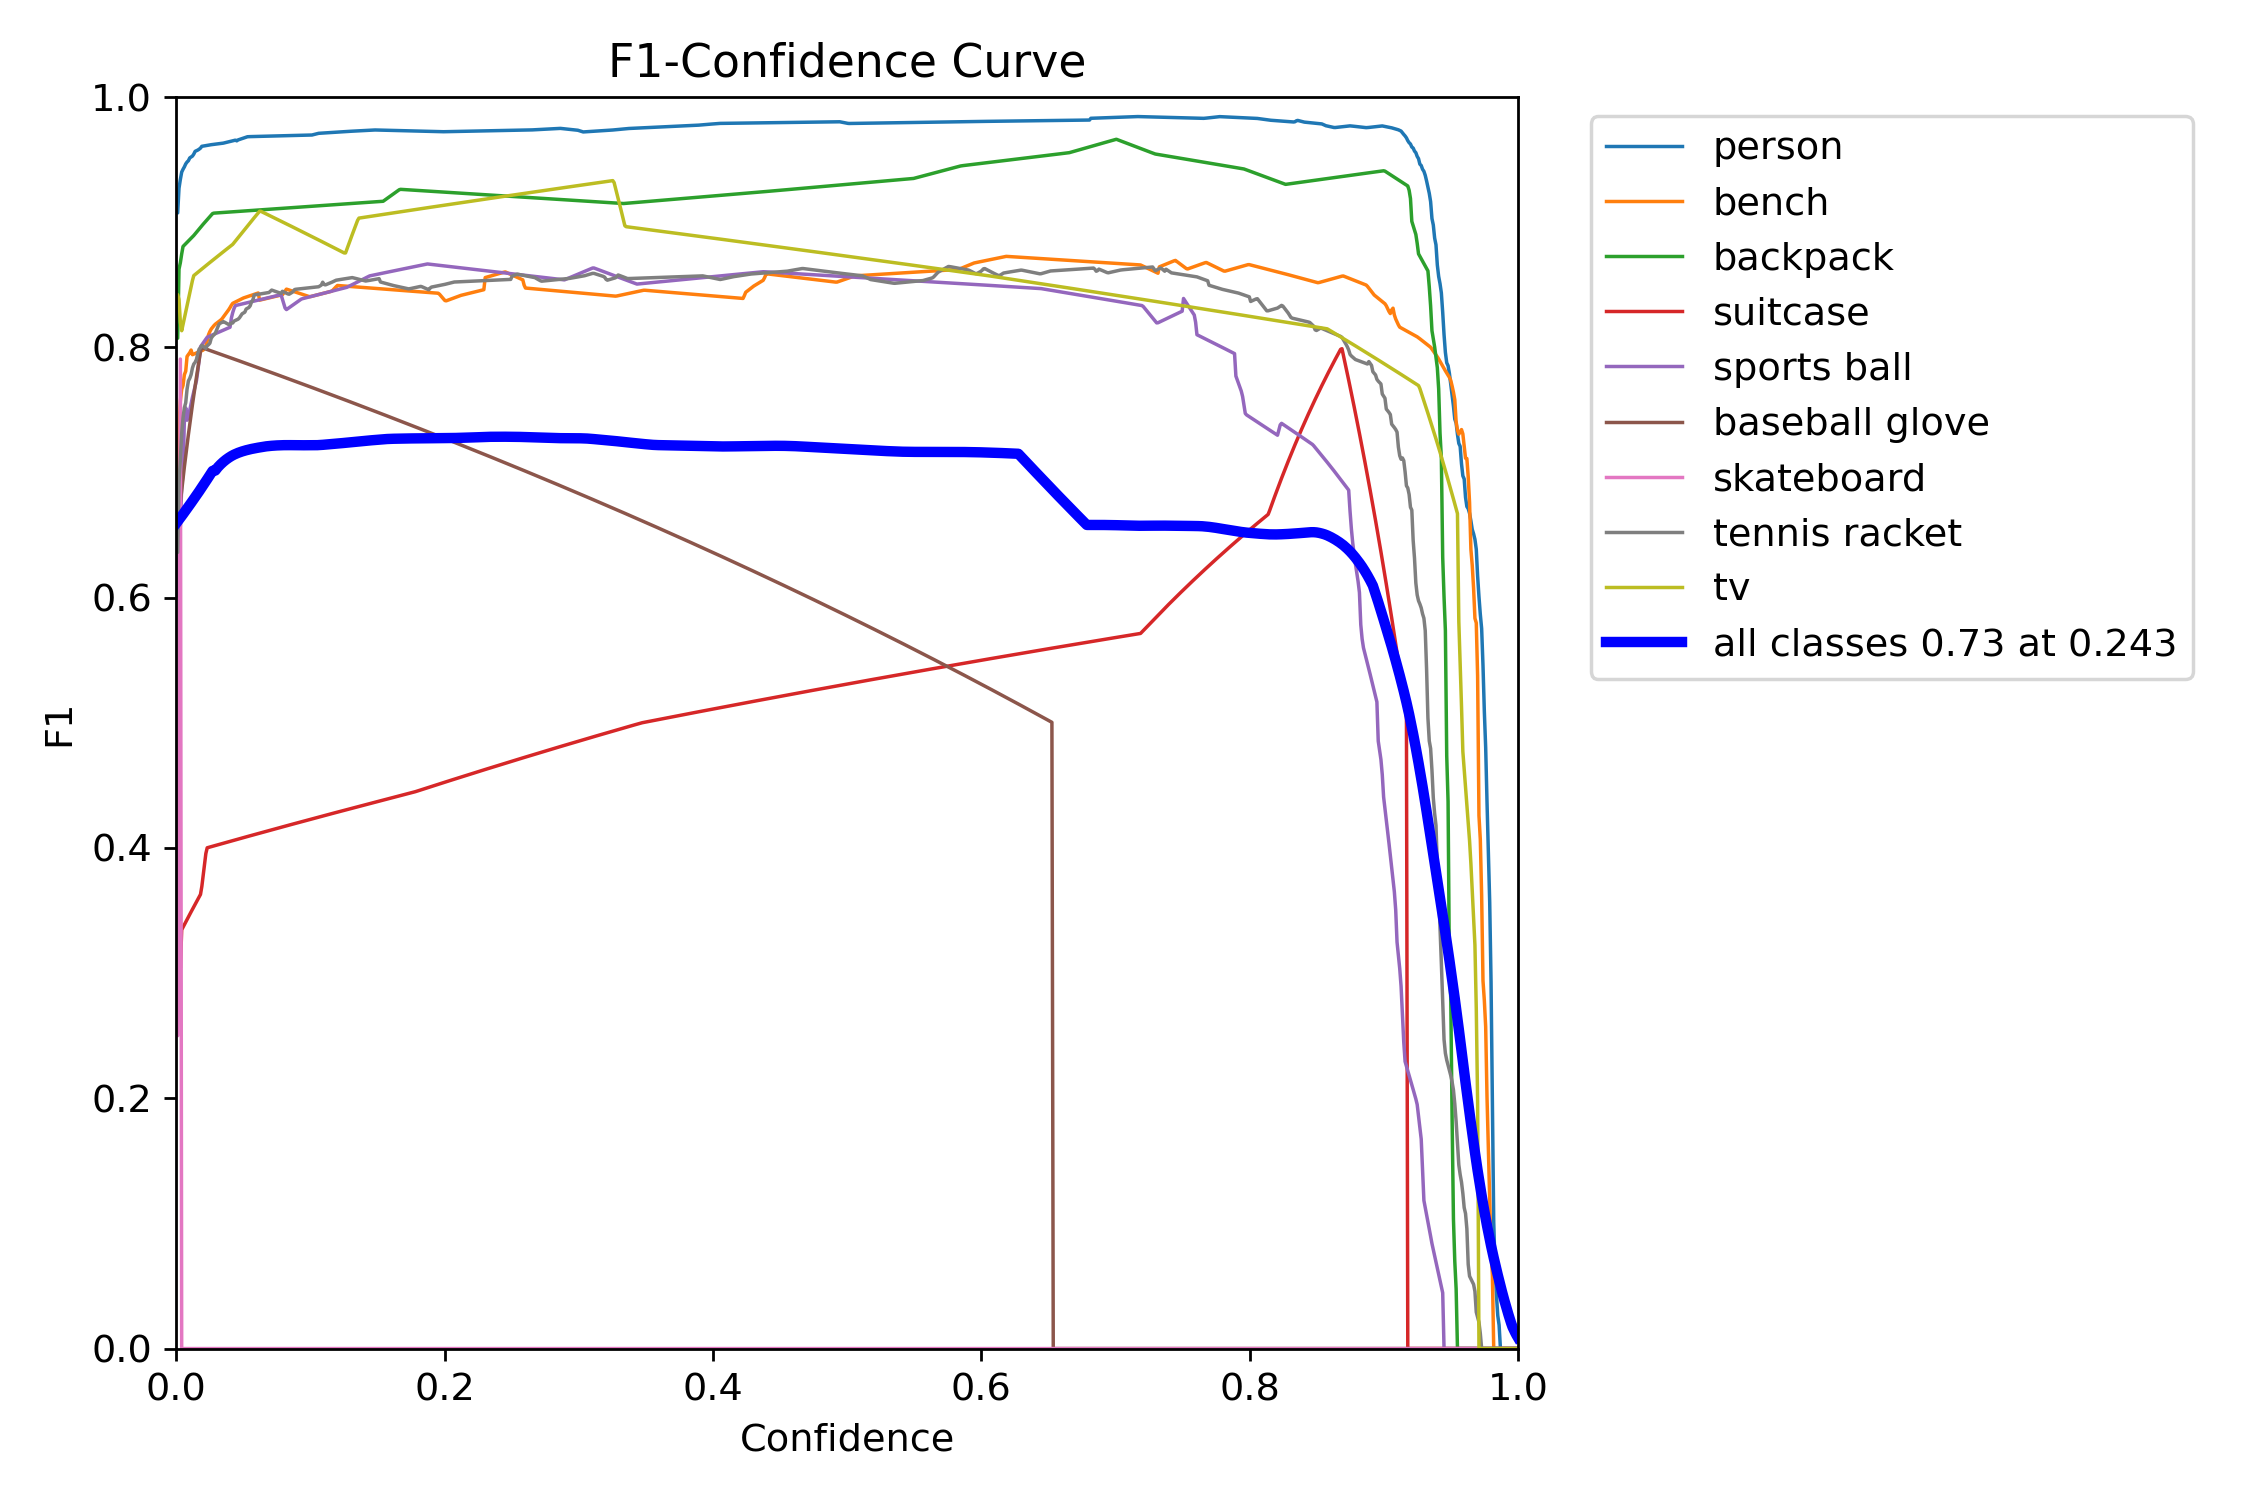 F1-Confidence Curve
1.0
0.8
0.6
0.4
0.2
0.0
F1
0.0 0.2 0.4 0.6 0.8 1.0
Confidence
person
bench
backpack
suitcase
sports ball
baseball glove
skateboard
tennis racket
tv
all classes 0.73 at 0.243